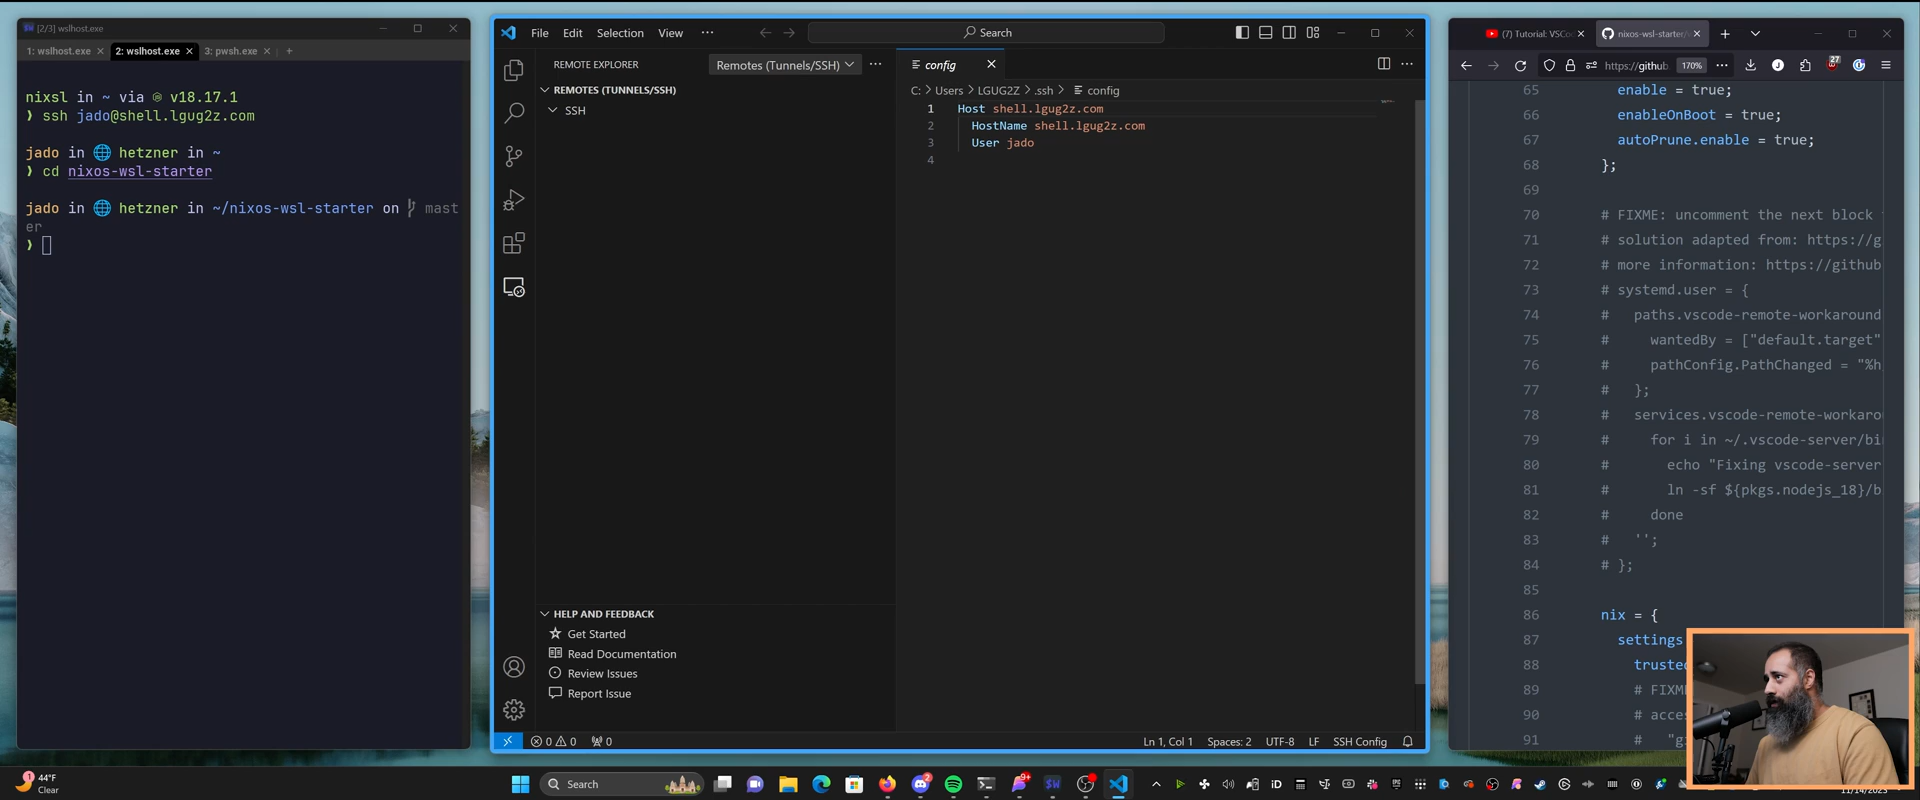 [2/3] wslhost.exe
1: wslhost.exe
2: wslhost.exe
3: pwsh.exe
nixsl in ~ via v18.17.1
❯ ssh jado@shell.lgug2z.com
jado in 🌐 hetzner in ~
❯ cd nixos-wsl-starter
jado in 🌐 hetzner in ~/nixos-wsl-starter on mast
er
❯
File Edit Selection View ···
Search
REMOTE EXPLORER
Remotes (Tunnels/SSH)
REMOTES (TUNNELS/SSH)
SSH
HELP AND FEEDBACK
Get Started
Read Documentation
Review Issues
Report Issue
config
C: > Users > LGUG2Z > .ssh > config
1 Host shell.lgug2z.com
2 HostName shell.lgug2z.com
3 User jado
4
0 0 0
Ln 1, Col 1 Spaces: 2 UTF-8 LF SSH Config
(7) Tutorial: VSCo
nixos-wsl-starter/
https://github. 170% 27
65 enable = true;
66 enableOnBoot = true;
67 autoPrune.enable = true;
68 };
69
70 # FIXME: uncomment the next block
71 # solution adapted from: https://g
72 # more information: https://github
73 # systemd.user = {
74 # paths.vscode-remote-workaround
75 # wantedBy = ["default.target"
76 # pathConfig.PathChanged = "%h
77 # };
78 # services.vscode-remote-workarou
79 # for i in ~/.vscode-server/bi
80 # echo "Fixing vscode-server
81 # ln -sf ${pkgs.nodejs_18}/b
82 # done
83 # '';
84 # };
85
86 nix = {
87 settings
88 truste
89 # FIXM
90 # acce
91 # "g
1
44°F
Clear
Search
2
9+
iD
11/14/2023